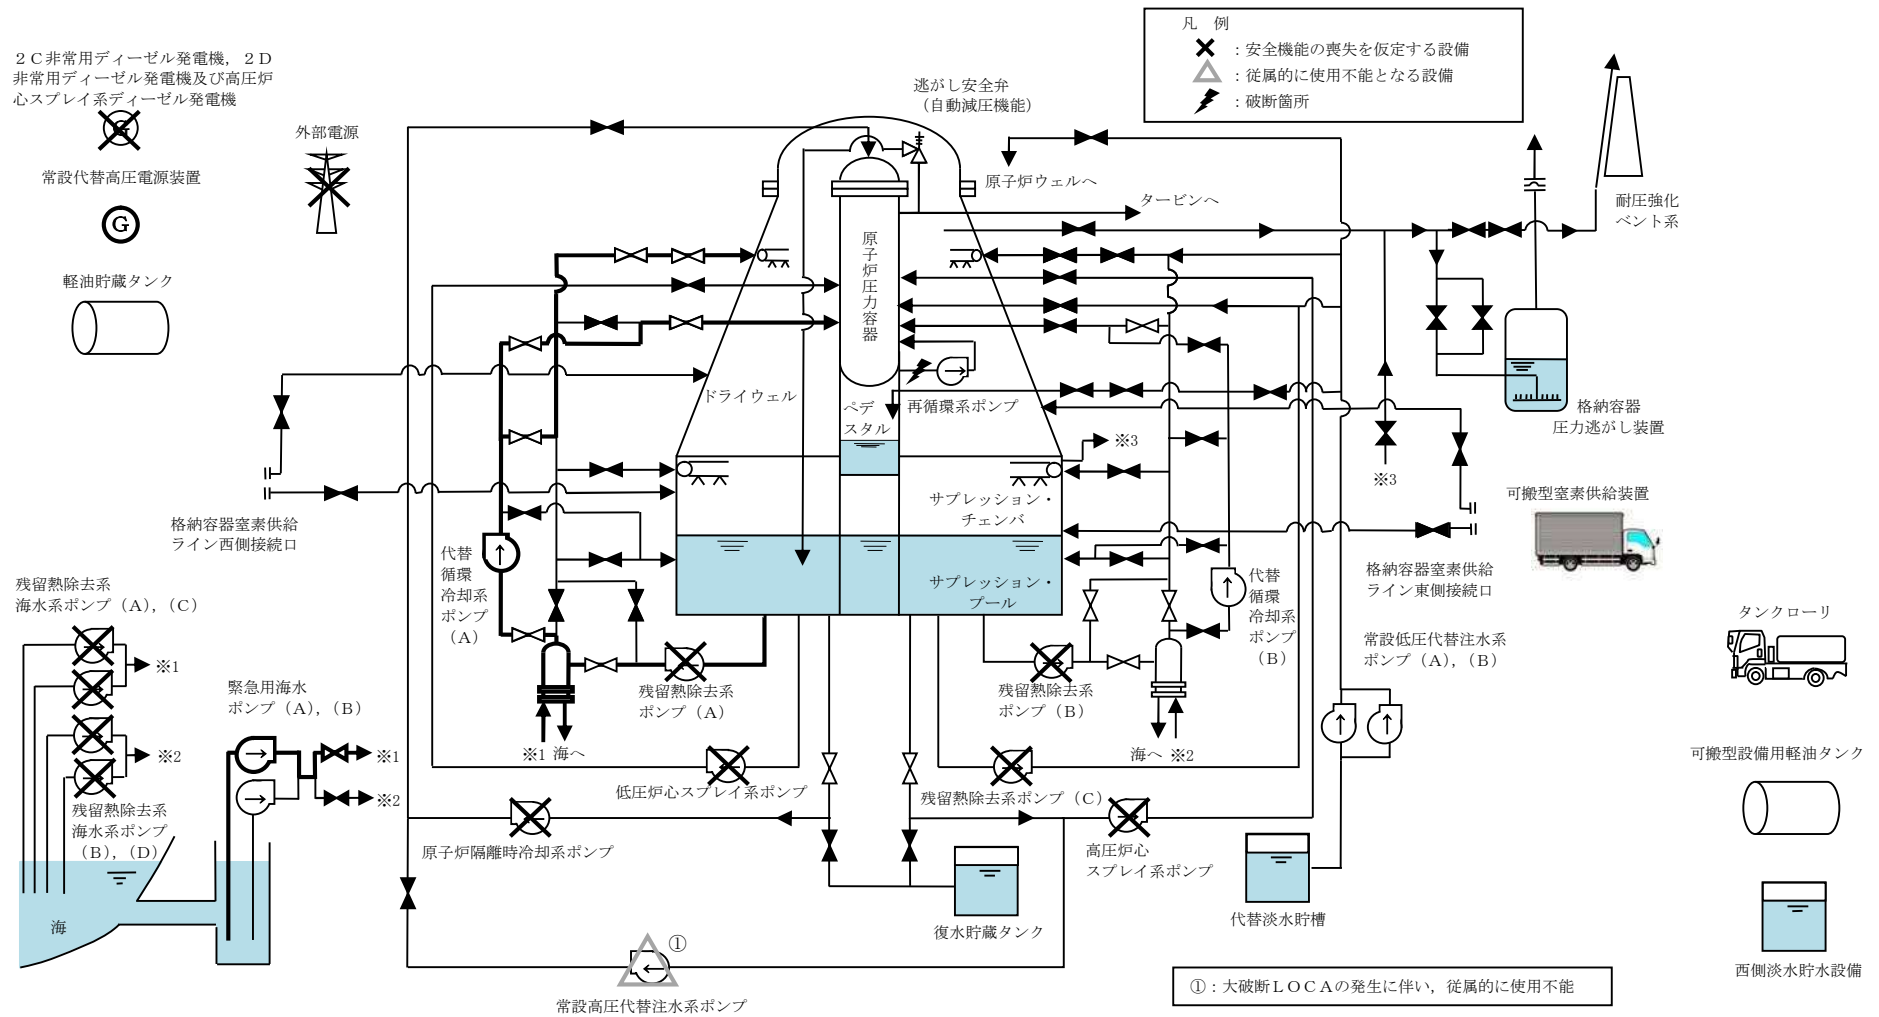 凡 例
：安全機能の喪失を仮定する設備
：従属的に使用不能となる設備
：破断箇所
２Ｃ非常用ディーゼル発電機，２Ｄ
非常用ディーゼル発電機及び高圧炉
心スプレイ系ディーゼル発電機
G
外部電源
常設代替高圧電源装置
G
軽油貯蔵タンク
逃がし安全弁
（自動減圧機能）
原子炉ウェルへ
タービンへ
耐圧強化
ベント系
原子炉圧力容器
ドライウェル
ペデ
スタル
再循環系ポンプ
※3
※3
格納容器
圧力逃がし装置
サプレッション・
チェンバ
サプレッション・
プール
格納容器窒素供給
ライン西側接続口
代替
循環
冷却系
ポンプ
（A）
可搬型窒素供給装置
格納容器窒素供給
ライン東側接続口
代替
循環
冷却系
ポンプ
（B）
残留熱除去系
海水系ポンプ（A），（C）
※1
※2
残留熱除去系
海水系ポンプ
（B），（D）
緊急用海水
ポンプ（A），（B）
※1
※2
海
残留熱除去系
ポンプ（A）
※1 海へ
残留熱除去系
ポンプ（B）
海へ ※2
常設低圧代替注水系
ポンプ（A），（B）
タンクローリ
可搬型設備用軽油タンク
低圧炉心スプレイ系ポンプ
残留熱除去系ポンプ（C）
原子炉隔離時冷却系ポンプ
高圧炉心
スプレイ系ポンプ
復水貯蔵タンク
代替淡水貯槽
西側淡水貯水設備
①
常設高圧代替注水系ポンプ
①：大破断ＬＯＣＡの発生に伴い，従属的に使用不能